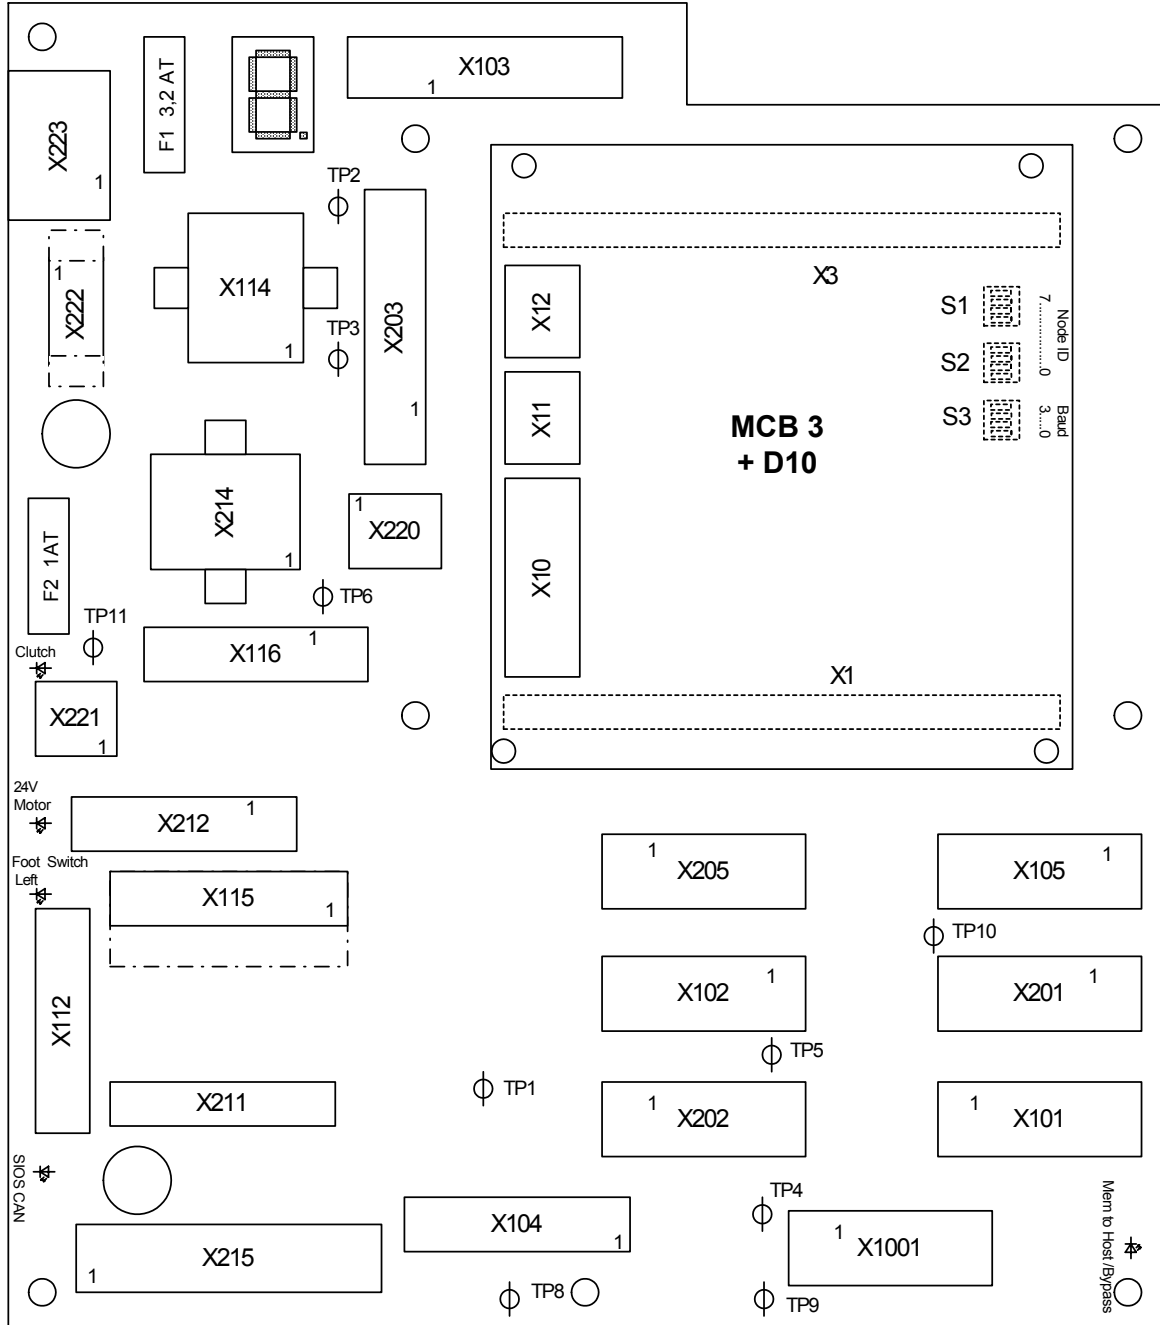 F1 3,2 AT
X103
1
X223
1
TP2
X3
X222
1
X114
1
TP3
X203
1
X12
S1
S2
S3
7................0
Node ID
3....0
Baud
X11
MCB 3
+ D10
X214
1
1
X220
X10
F2 1AT
TP6
TP11
Clutch
X116
1
X1
X221
1
24V
Motor
X212
1
Foot Switch
Left
X115
1
1
X205
1
X105
TP10
X112
1
X102
1
X201
TP5
TP1
X211
1
X202
1
X101
SIOS CAN
X104
1
TP4
1
X1001
Mem to Host /Bypass
X215
1
TP8
TP9